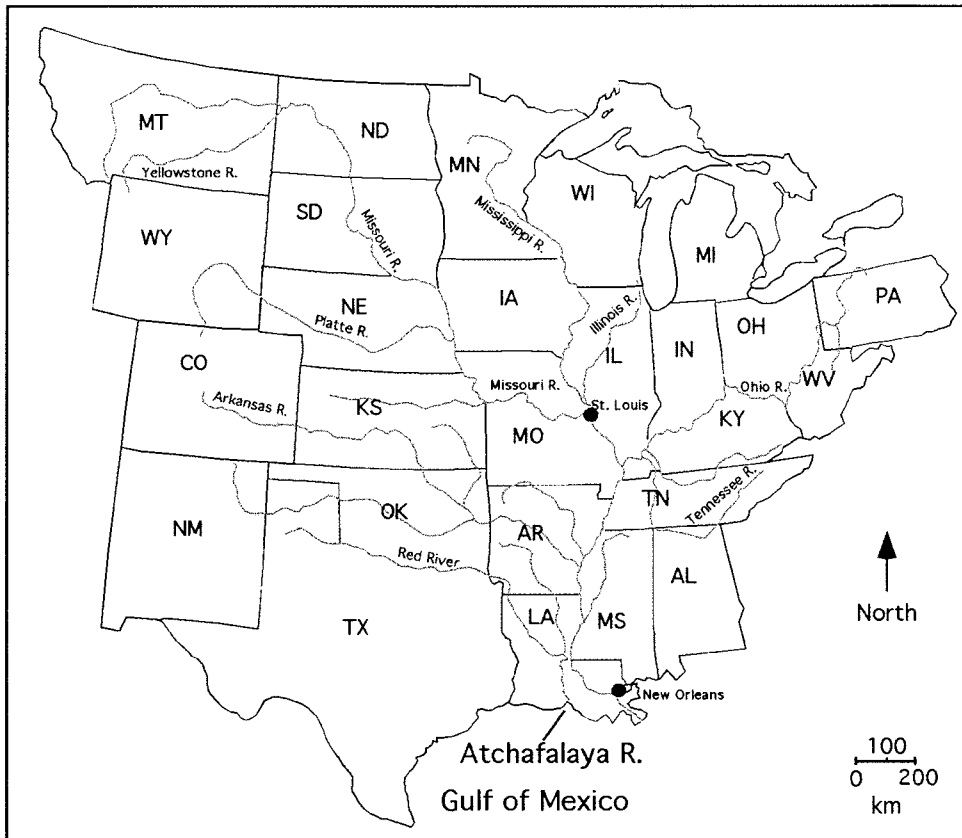 MT
ND
MN
Yellowstone R.
WI
SD
Missouri R.
Mississippi R.
WY
MI
IA
PA
NE
Illinois R.
OH
Platte R.
IL
IN
CO
WV
Missouri R.
Ohio R.
Arkansas R.
KS
St. Louis
KY
MO
TN
Tennessee R.
OK
NM
AR
Red River
AL
North
LA
MS
TX
New Orleans
Atchafalaya R.
100
0 200
km
Gulf of Mexico